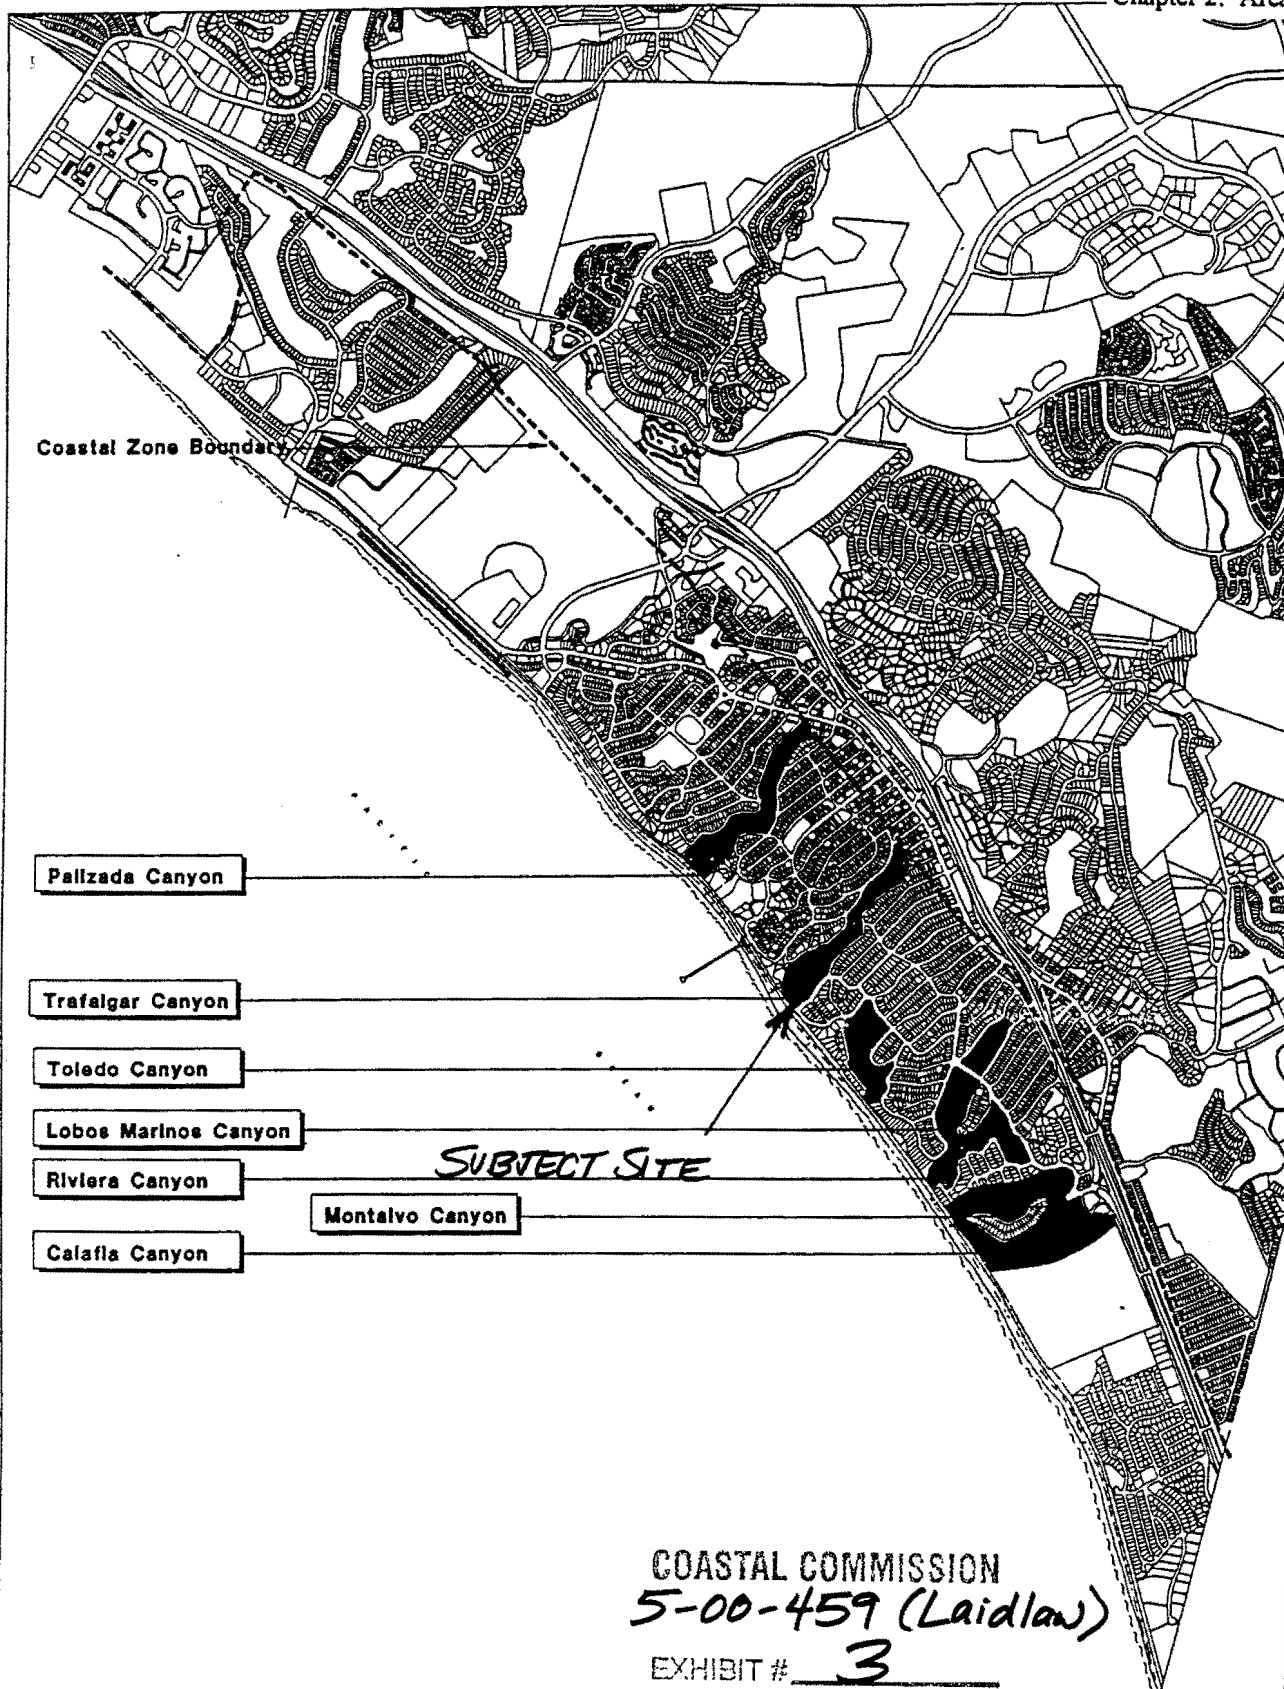 Chapter 2. Area
Coastal Zone Boundary
Palizada Canyon
Trafalgar Canyon
Toledo Canyon
Lobos Marinos Canyon
SUBJECT SITE
Riviera Canyon
Montalvo Canyon
Calafia Canyon
COASTAL COMMISSION
5-00-459 (Laidlaw)
EXHIBIT # 3